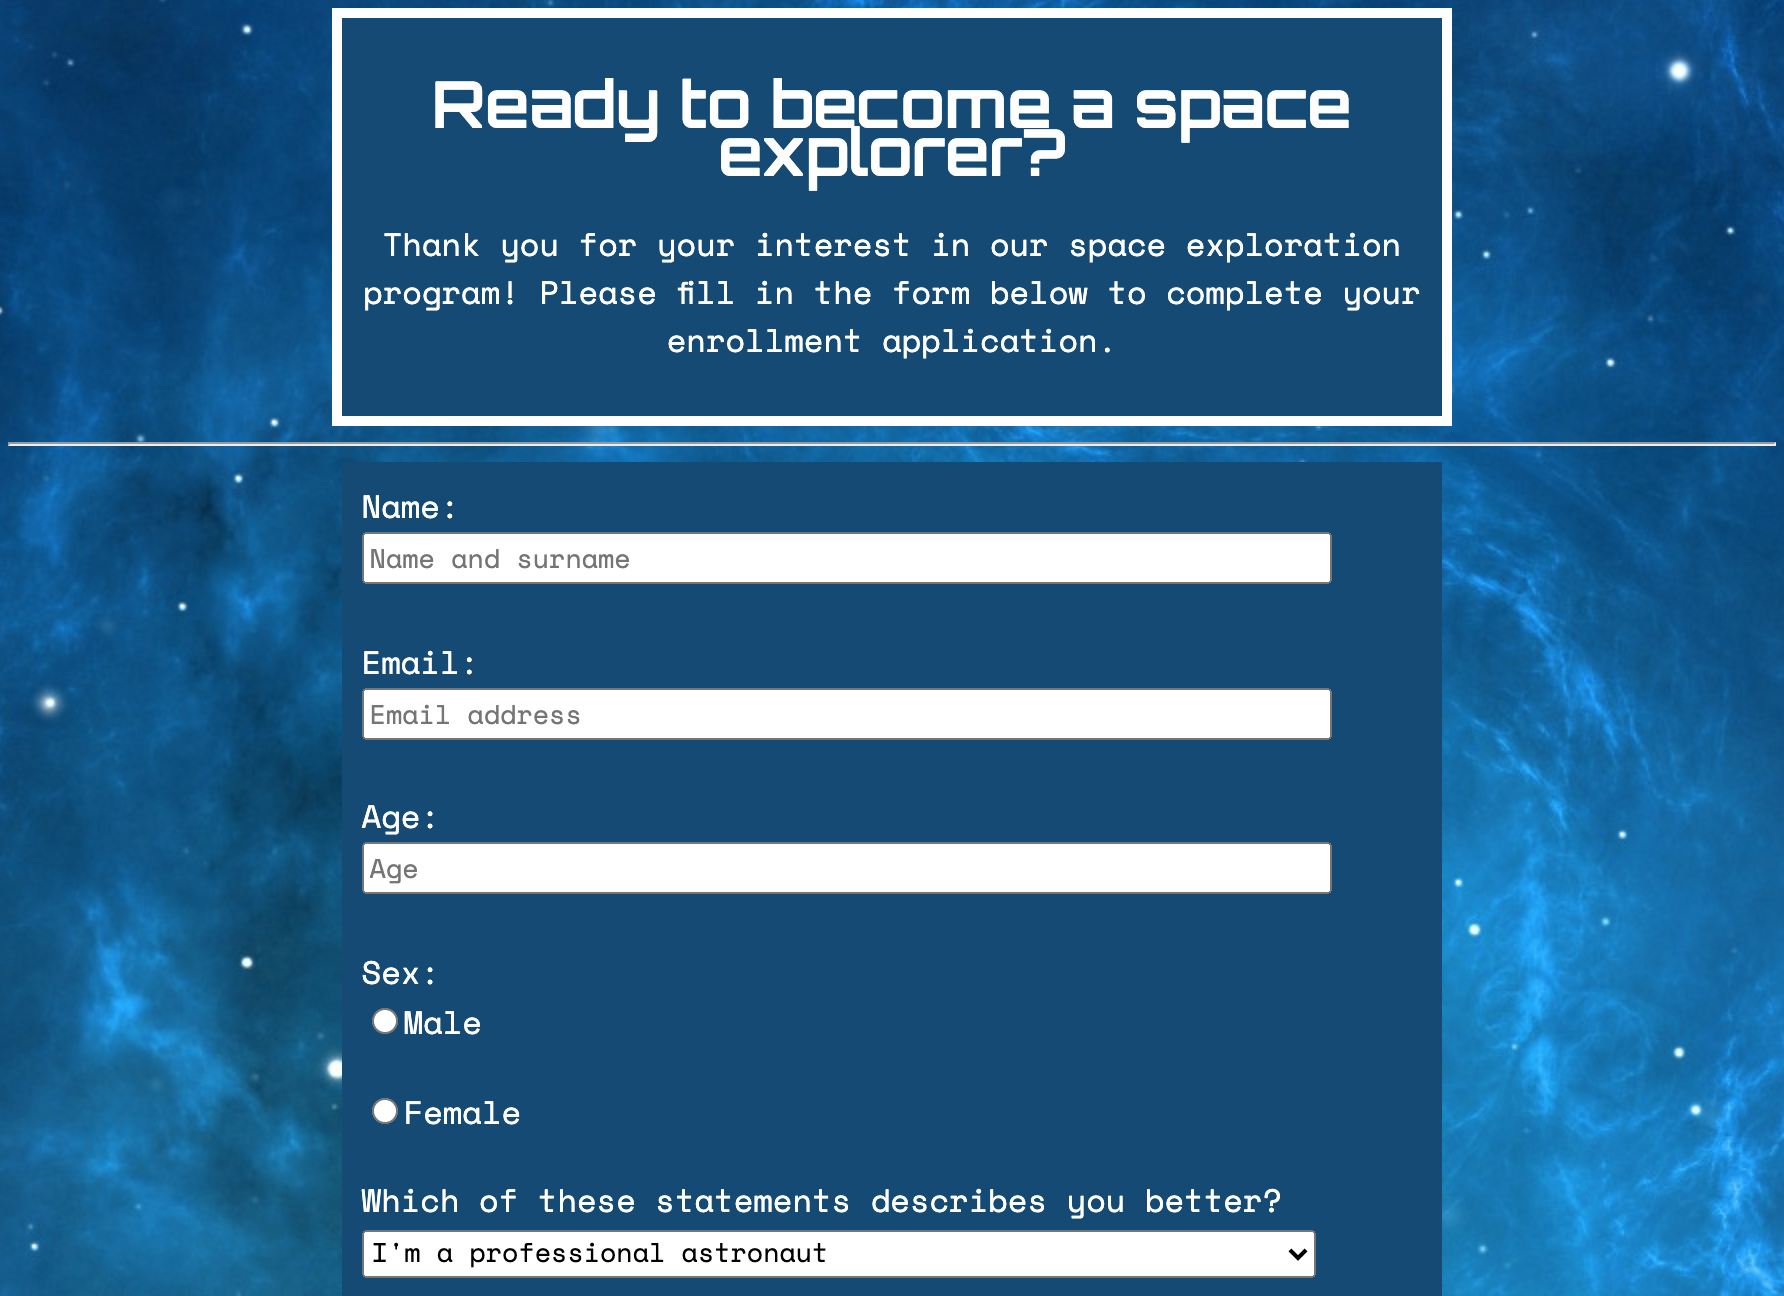 Ready to become a space
explorer?
Thank you for your interest in our space exploration
program! Please fill in the form below to complete your
enrollment application.
Name:
Name and surname
Email:
Email address
Age:
Age
Sex:
Male
Female
Which of these statements describes you better?
I'm a professional astronaut